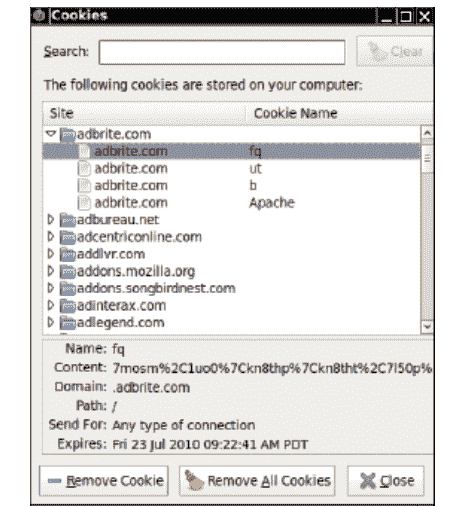 Cookies
Search:
Clear
The following cookies are stored on your computer:
Site Cookie Name
adbrite.com
adbrite.com fq
adbrite.com ut
adbrite.com b
adbrite.com Apache
adbureau.net
adcentriconline.com
addlvr.com
addons.mozilla.org
addons.songbirdnest.com
adinterax.com
adlegend.com
Name: fq
Content: 7mosm%2C1uo0%7Ckn8thp%7Ckn8tht%2C7l50p%
Domain: .adbrite.com
Path: /
Send For: Any type of connection
Expires: Fri 23 Jul 2010 09:22:41 AM PDT
Remove Cookie Remove All Cookies Close